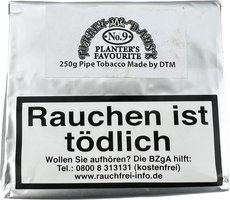 No.9
PLANTER'S
FAVOURITE
250g Pipe Tobacco Made by DTM
Rauchen ist
tödlich
Wollen Sie aufhören? Die BZgA hilft:
Tel.: 0800 8 313131 (kostenfrei)
www.rauchfrei-info.de